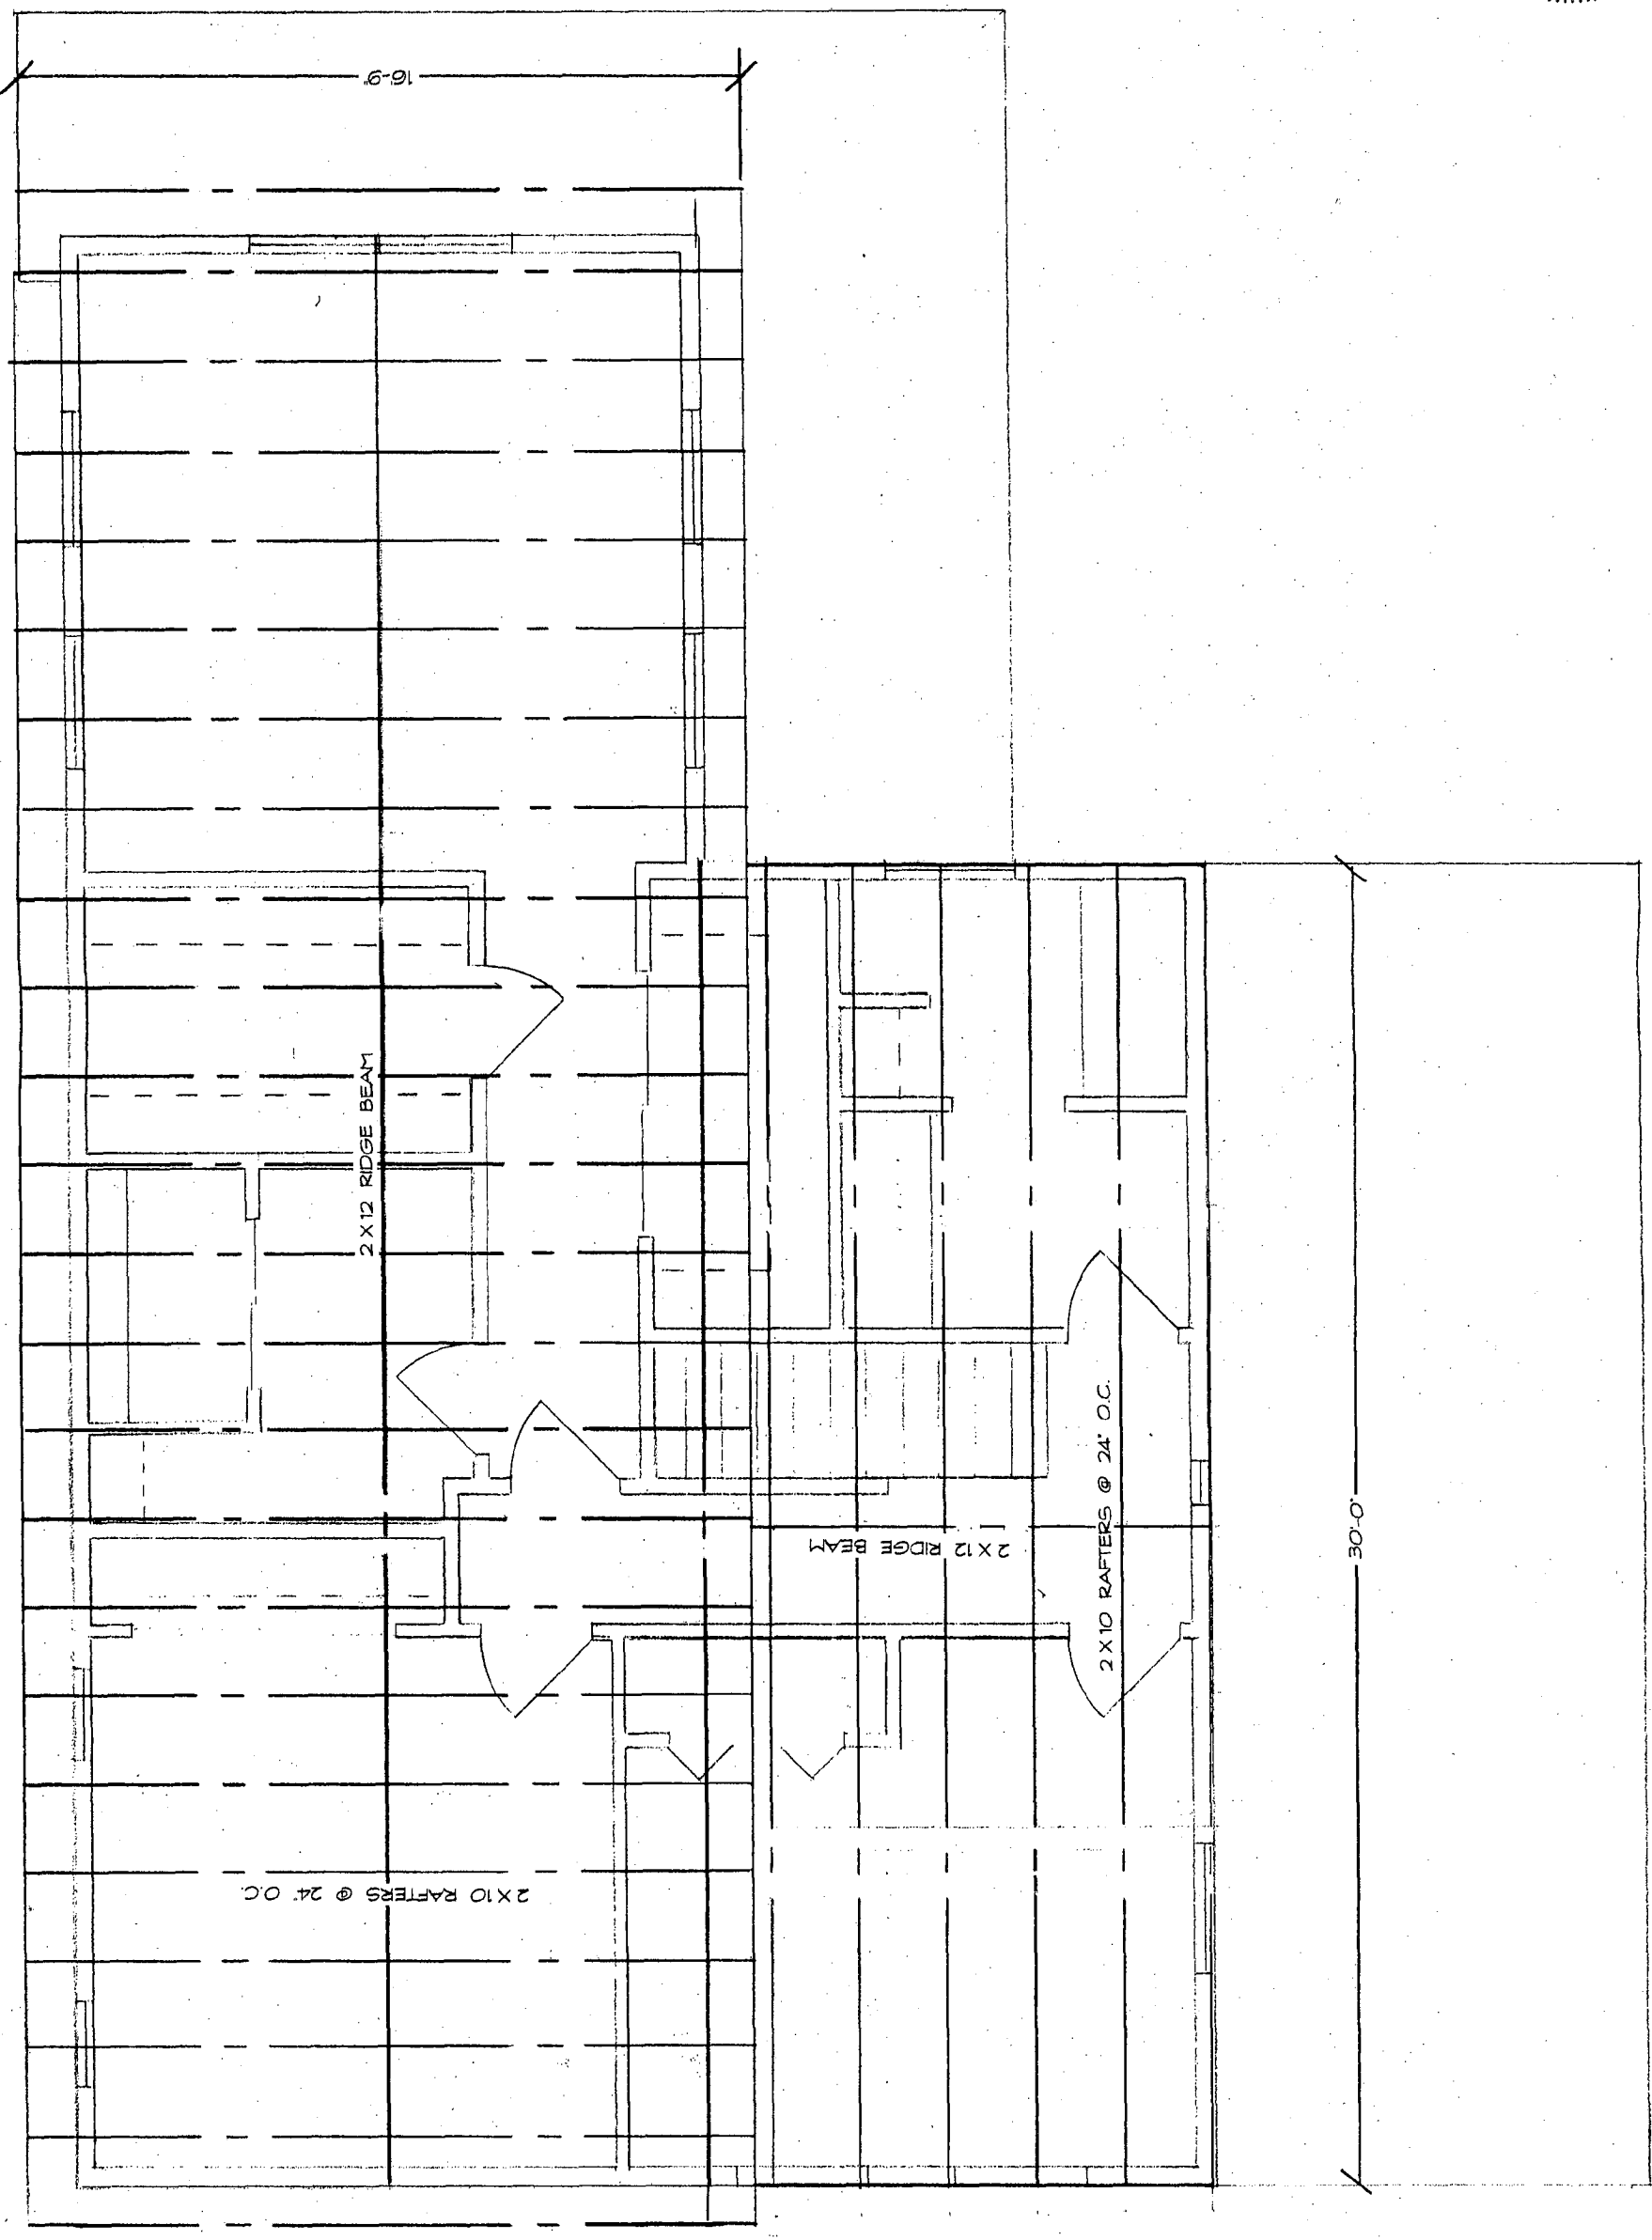 16'-9"
2 X 12 RIDGE BEAM
2 X 10 RAFTERS @ 24" O.C.
2 X 12 RIDGE BEAM
30'-0"
2 X 10 RAFTERS @ 24" O.C.